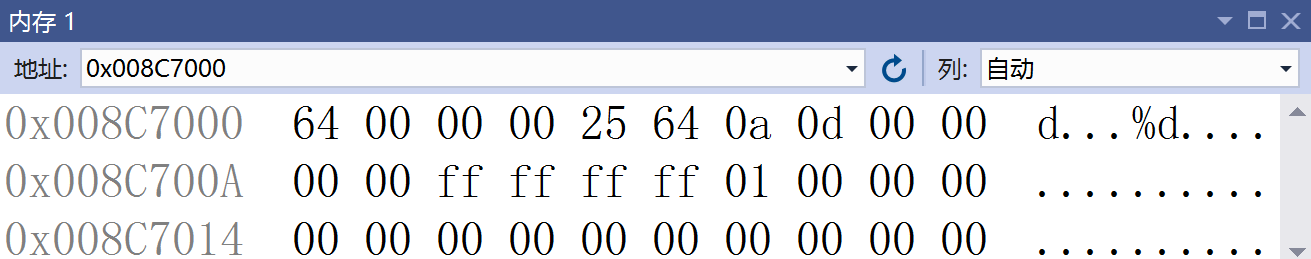 内存 1
地址: 0x008C7000 列: 自动
0x008C7000 64 00 00 00 25 64 0a 0d 00 00 d...%d....
0x008C700A 00 00 ff ff ff ff 01 00 00 00 ..........
0x008C7014 00 00 00 00 00 00 00 00 00 00 ..........